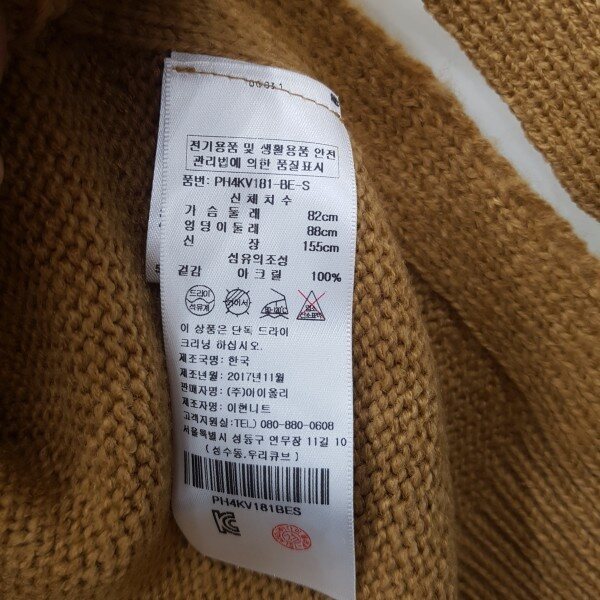 00031
전기용품 및 생활용품 안전
관리법에 의한 품질표시
품번: PH4KV181-BE-S
신체치수
가슴둘레 82cm
엉덩이둘레 88cm
신장 155cm
섬유의조성
겉감 아크릴 100%
드라이
석유계
이 상품은 단독 드라이
크리닝 하십시오.
제조국명: 한국
제조년월: 2017년11월
판매자명: (주)아이올리
제조자명: 이현니트
고객지원실: TEL) 080-880-0608
서울특별시 성동구 연무장 11길 10
(성수동,우리큐브)
PH4KV181BES